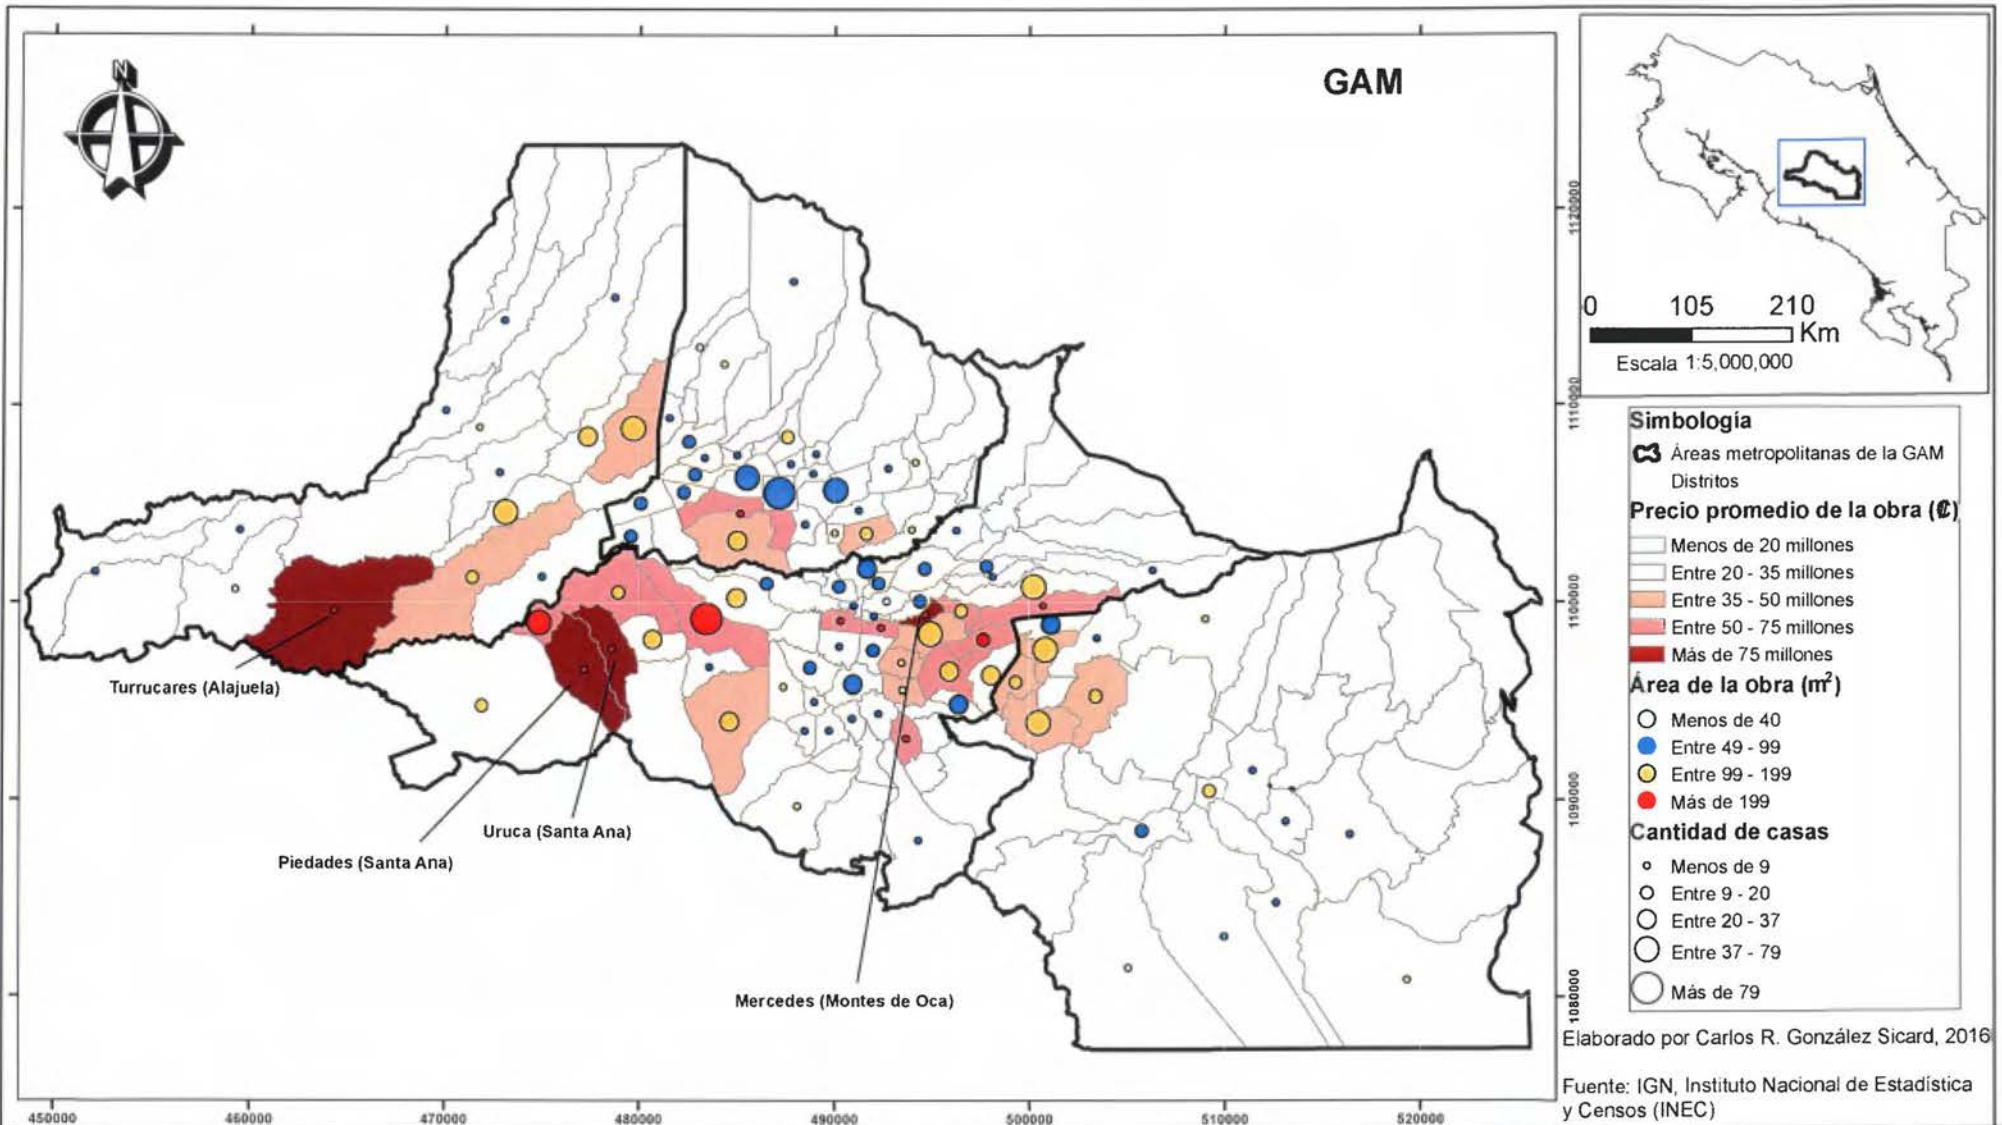 N
GAM
Turrucares (Alajuela)
Piedades (Santa Ana)
Uruca (Santa Ana)
Mercedes (Montes de Oca)
450000
460000
470000
480000
490000
500000
510000
520000
1120000
1110000
1100000
1090000
1080000
0 105 210
Km
Escala 1:5,000,000
Simbología
Áreas metropolitanas de la GAM
Distritos
Precio promedio de la obra (₡)
Menos de 20 millones
Entre 20 - 35 millones
Entre 35 - 50 millones
Entre 50 - 75 millones
Más de 75 millones
Área de la obra (m²)
Menos de 40
Entre 49 - 99
Entre 99 - 199
Más de 199
Cantidad de casas
Menos de 9
Entre 9 - 20
Entre 20 - 37
Entre 37 - 79
Más de 79
Elaborado por Carlos R. González Sicard, 2016
Fuente: IGN, Instituto Nacional de Estadística
y Censos (INEC)